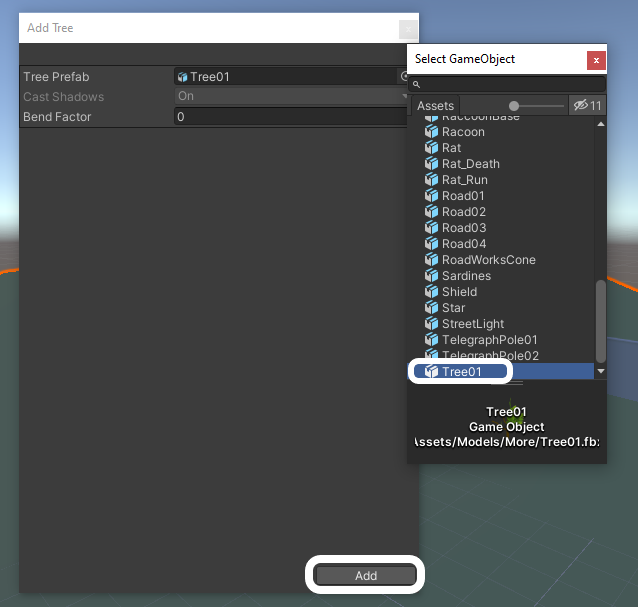 Add Tree
x
Tree Prefab
Tree01
Cast Shadows
On
Bend Factor
0
Add
Select GameObject
x
Assets
11
RaccoonBase
Racoon
Rat
Rat_Death
Rat_Run
Road01
Road02
Road03
Road04
RoadWorksCone
Sardines
Shield
Star
StreetLight
TelegraphPole01
TelegraphPole02
Tree01
Tree01
Game Object
Assets/Models/More/Tree01.fb